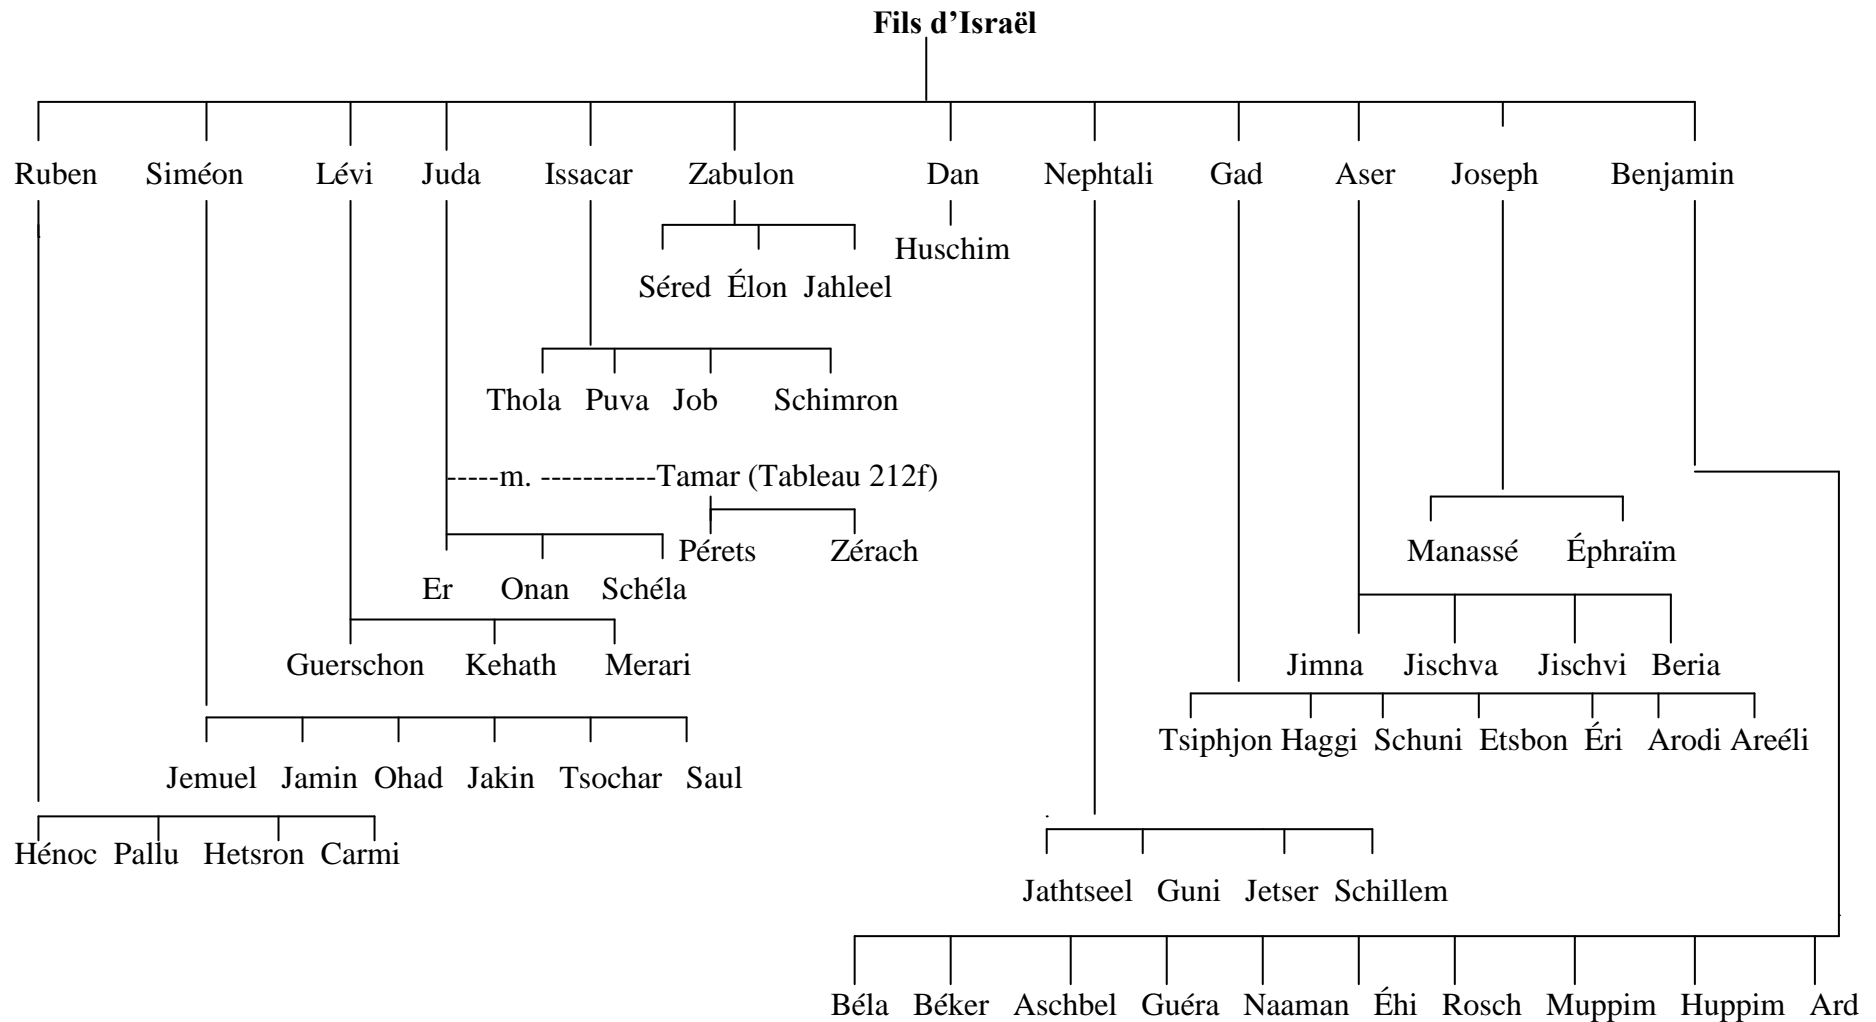 Fils d’Israël
Ruben Siméon Lévi Juda Issacar Zabulon Dan Nephtali Gad Aser Joseph Benjamin
Huschim
Séred Élon Jahleel
Thola Puva Job Schimron
-----m. -----------Tamar (Tableau 212f)
Pérets Zérach Manassé Éphraïm
Er Onan Schéla
Guerschon Kehath Merari Jimna Jischva Jischvi Beria
Tsiphjon Haggi Schuni Etsbon Éri Arodi Areéli
Jemuel Jamin Ohad Jakin Tsochar Saul
Hénoc Pallu Hetsron Carmi
Jathtseel Guni Jetser Schillem
Béla Béker Aschbel Guéra Naaman Éhi Rosch Muppim Huppim Ard